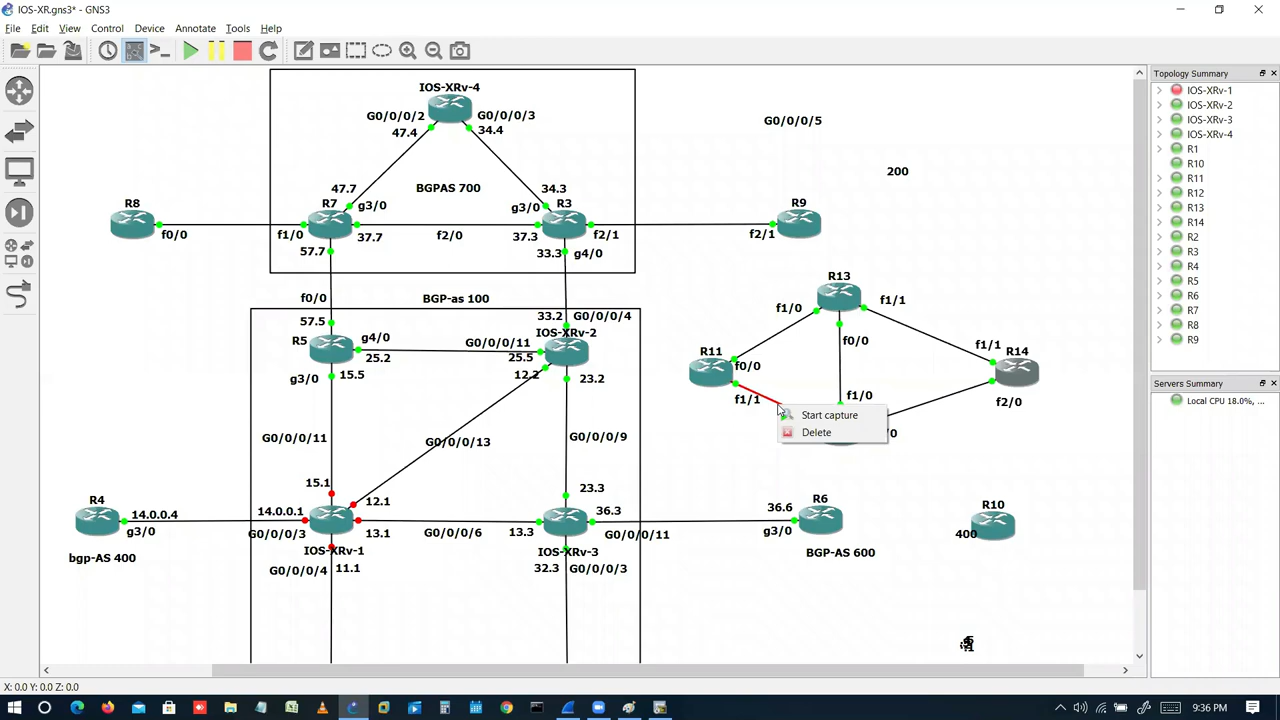 IOS-XR.gns3* - GNS3
File Edit View Control Device Annotate Tools Help
IOS-XRv-4
G0/0/0/2 G0/0/0/3
47.4 34.4
G0/0/0/5
200
47.7 BGPAS 700 34.3
R8 R7 g3/0 g3/0 R3 R9
f0/0 f1/0 37.7 f2/0 37.3 f2/1 f2/1
57.7 33.3 g4/0
f0/0 BGP-as 100
57.5 33.2 G0/0/0/4
R5 g4/0 G0/0/0/11 IOS-XRv-2
25.2 25.5
g3/0 15.5 12.2 23.2
R13
f1/0 f1/1
f0/0
R11 f1/1 R14
f0/0
f1/1 f1/0 f2/0
Start capture
Delete
/0
G0/0/0/11 G0/0/0/13 G0/0/0/9
15.1 12.1 23.3
R4 14.0.0.4 14.0.0.1 36.3 36.6 R6 R10
g3/0 G0/0/0/3 13.1 G0/0/0/6 13.3 G0/0/0/11 g3/0 400
bgp-AS 400 IOS-XRv-1 IOS-XRv-3 BGP-AS 600
G0/0/0/4 11.1 32.3 G0/0/0/3
Topology Summary
IOS-XRv-1
IOS-XRv-2
IOS-XRv-3
IOS-XRv-4
R1
R10
R11
R12
R13
R14
R2
R3
R4
R5
R6
R7
R8
R9
Servers Summary
Local CPU 18.0%, ...
X: 0.0 Y: 0.0 Z: 0.0
9:36 PM